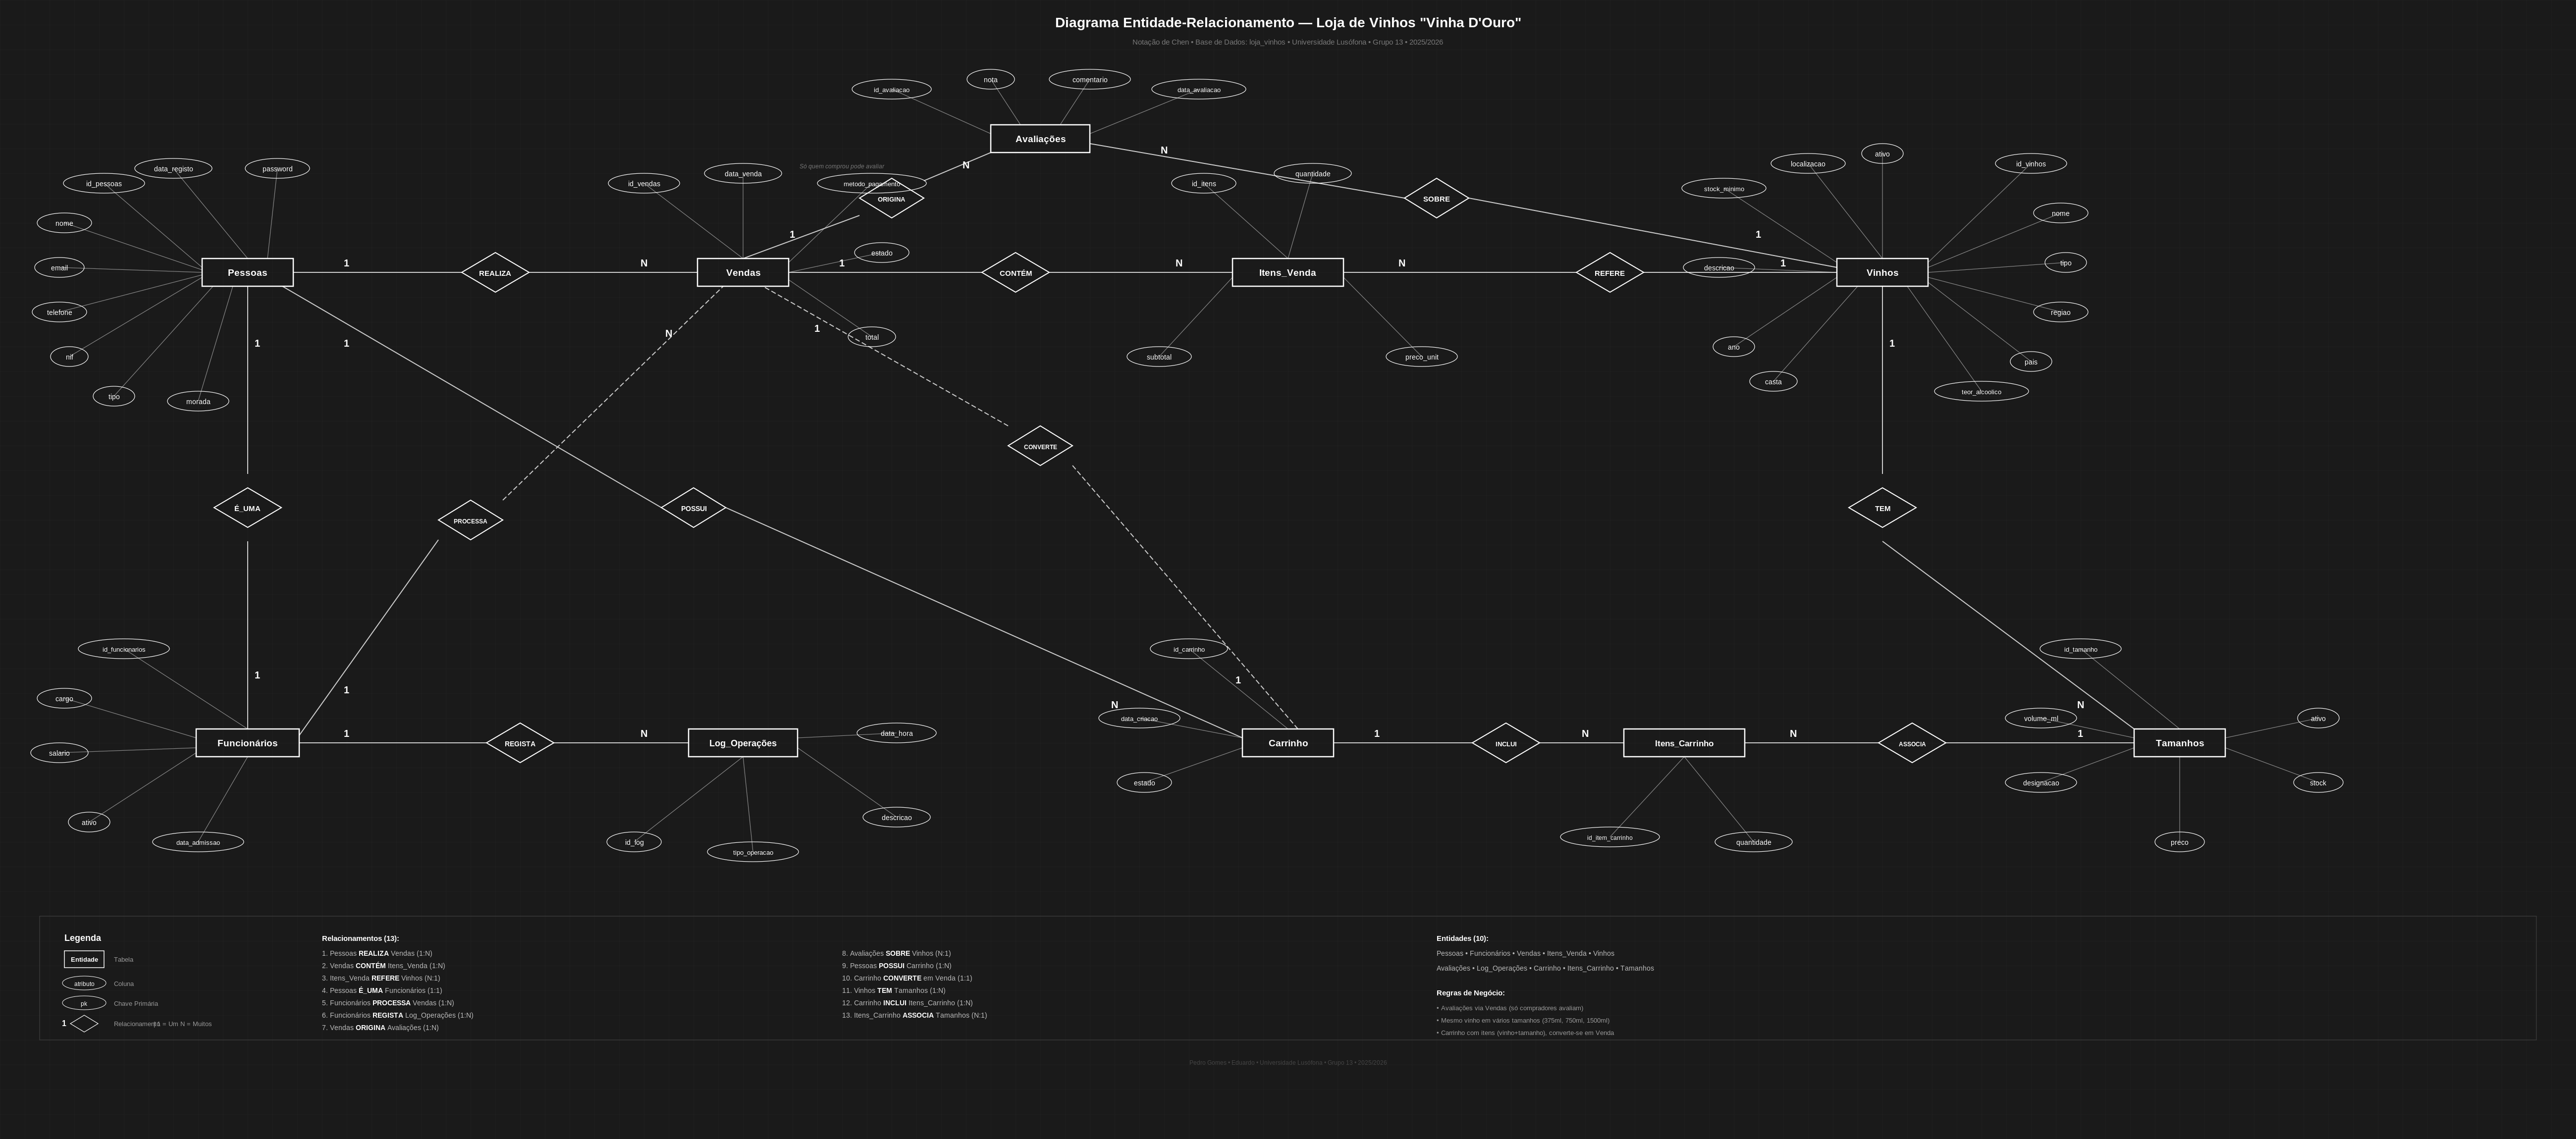 Diagrama Entidade-Relacionamento — Loja de Vinhos "Vinha D'Ouro"
Notação de Chen • Base de Dados: loja_vinhos • Universidade Lusófona • Grupo 13 • 2025/2026
nota
comentario
id_avaliacao
data_avaliacao
Avaliações
N
N
Só quem comprou pode avaliar
data_registo
password
id_pessoas
nome
email
telefone
nif
tipo
morada
Pessoas
1
REALIZA
N
id_vendas
data_venda
metodo_pagamento
ORIGINA
1
estado
total
Vendas
1
CONTÉM
N
id_itens
quantidade
Itens_Venda
subtotal
preco_unit
N
REFERE
1
SOBRE
1
stock_minimo
localizacao
ativo
id_vinhos
nome
tipo
regiao
pais
teor_alcoolico
casta
ano
descricao
Vinhos
1
1
N
1
1
CONVERTE
É_UMA
PROCESSA
POSSUI
TEM
id_funcionarios
cargo
salario
ativo
data_admissao
1
1
Funcionários
1
REGISTA
N
Log_Operações
data_hora
descricao
id_log
tipo_operacao
id_carrinho
1
N
data_criacao
estado
Carrinho
1
INCLUI
N
Itens_Carrinho
id_item_carrinho
quantidade
N
ASSOCIA
1
id_tamanho
N
volume_ml
designacao
Tamanhos
ativo
stock
preco
Legenda
Entidade Tabela
atributo Coluna
pk Chave Primária
1 Relacionamento
1 = Um N = Muitos
Relacionamentos (13):
1. Pessoas REALIZA Vendas (1:N)
2. Vendas CONTÉM Itens_Venda (1:N)
3. Itens_Venda REFERE Vinhos (N:1)
4. Pessoas É_UMA Funcionários (1:1)
5. Funcionários PROCESSA Vendas (1:N)
6. Funcionários REGISTA Log_Operações (1:N)
7. Vendas ORIGINA Avaliações (1:N)
8. Avaliações SOBRE Vinhos (N:1)
9. Pessoas POSSUI Carrinho (1:N)
10. Carrinho CONVERTE em Venda (1:1)
11. Vinhos TEM Tamanhos (1:N)
12. Carrinho INCLUI Itens_Carrinho (1:N)
13. Itens_Carrinho ASSOCIA Tamanhos (N:1)
Entidades (10):
Pessoas • Funcionários • Vendas • Itens_Venda • Vinhos
Avaliações • Log_Operações • Carrinho • Itens_Carrinho • Tamanhos
Regras de Negócio:
• Avaliações via Vendas (só compradores avaliam)
• Mesmo vinho em vários tamanhos (375ml, 750ml, 1500ml)
• Carrinho com itens (vinho+tamanho), converte-se em Venda
Pedro Gomes • Eduardo • Universidade Lusófona • Grupo 13 • 2025/2026